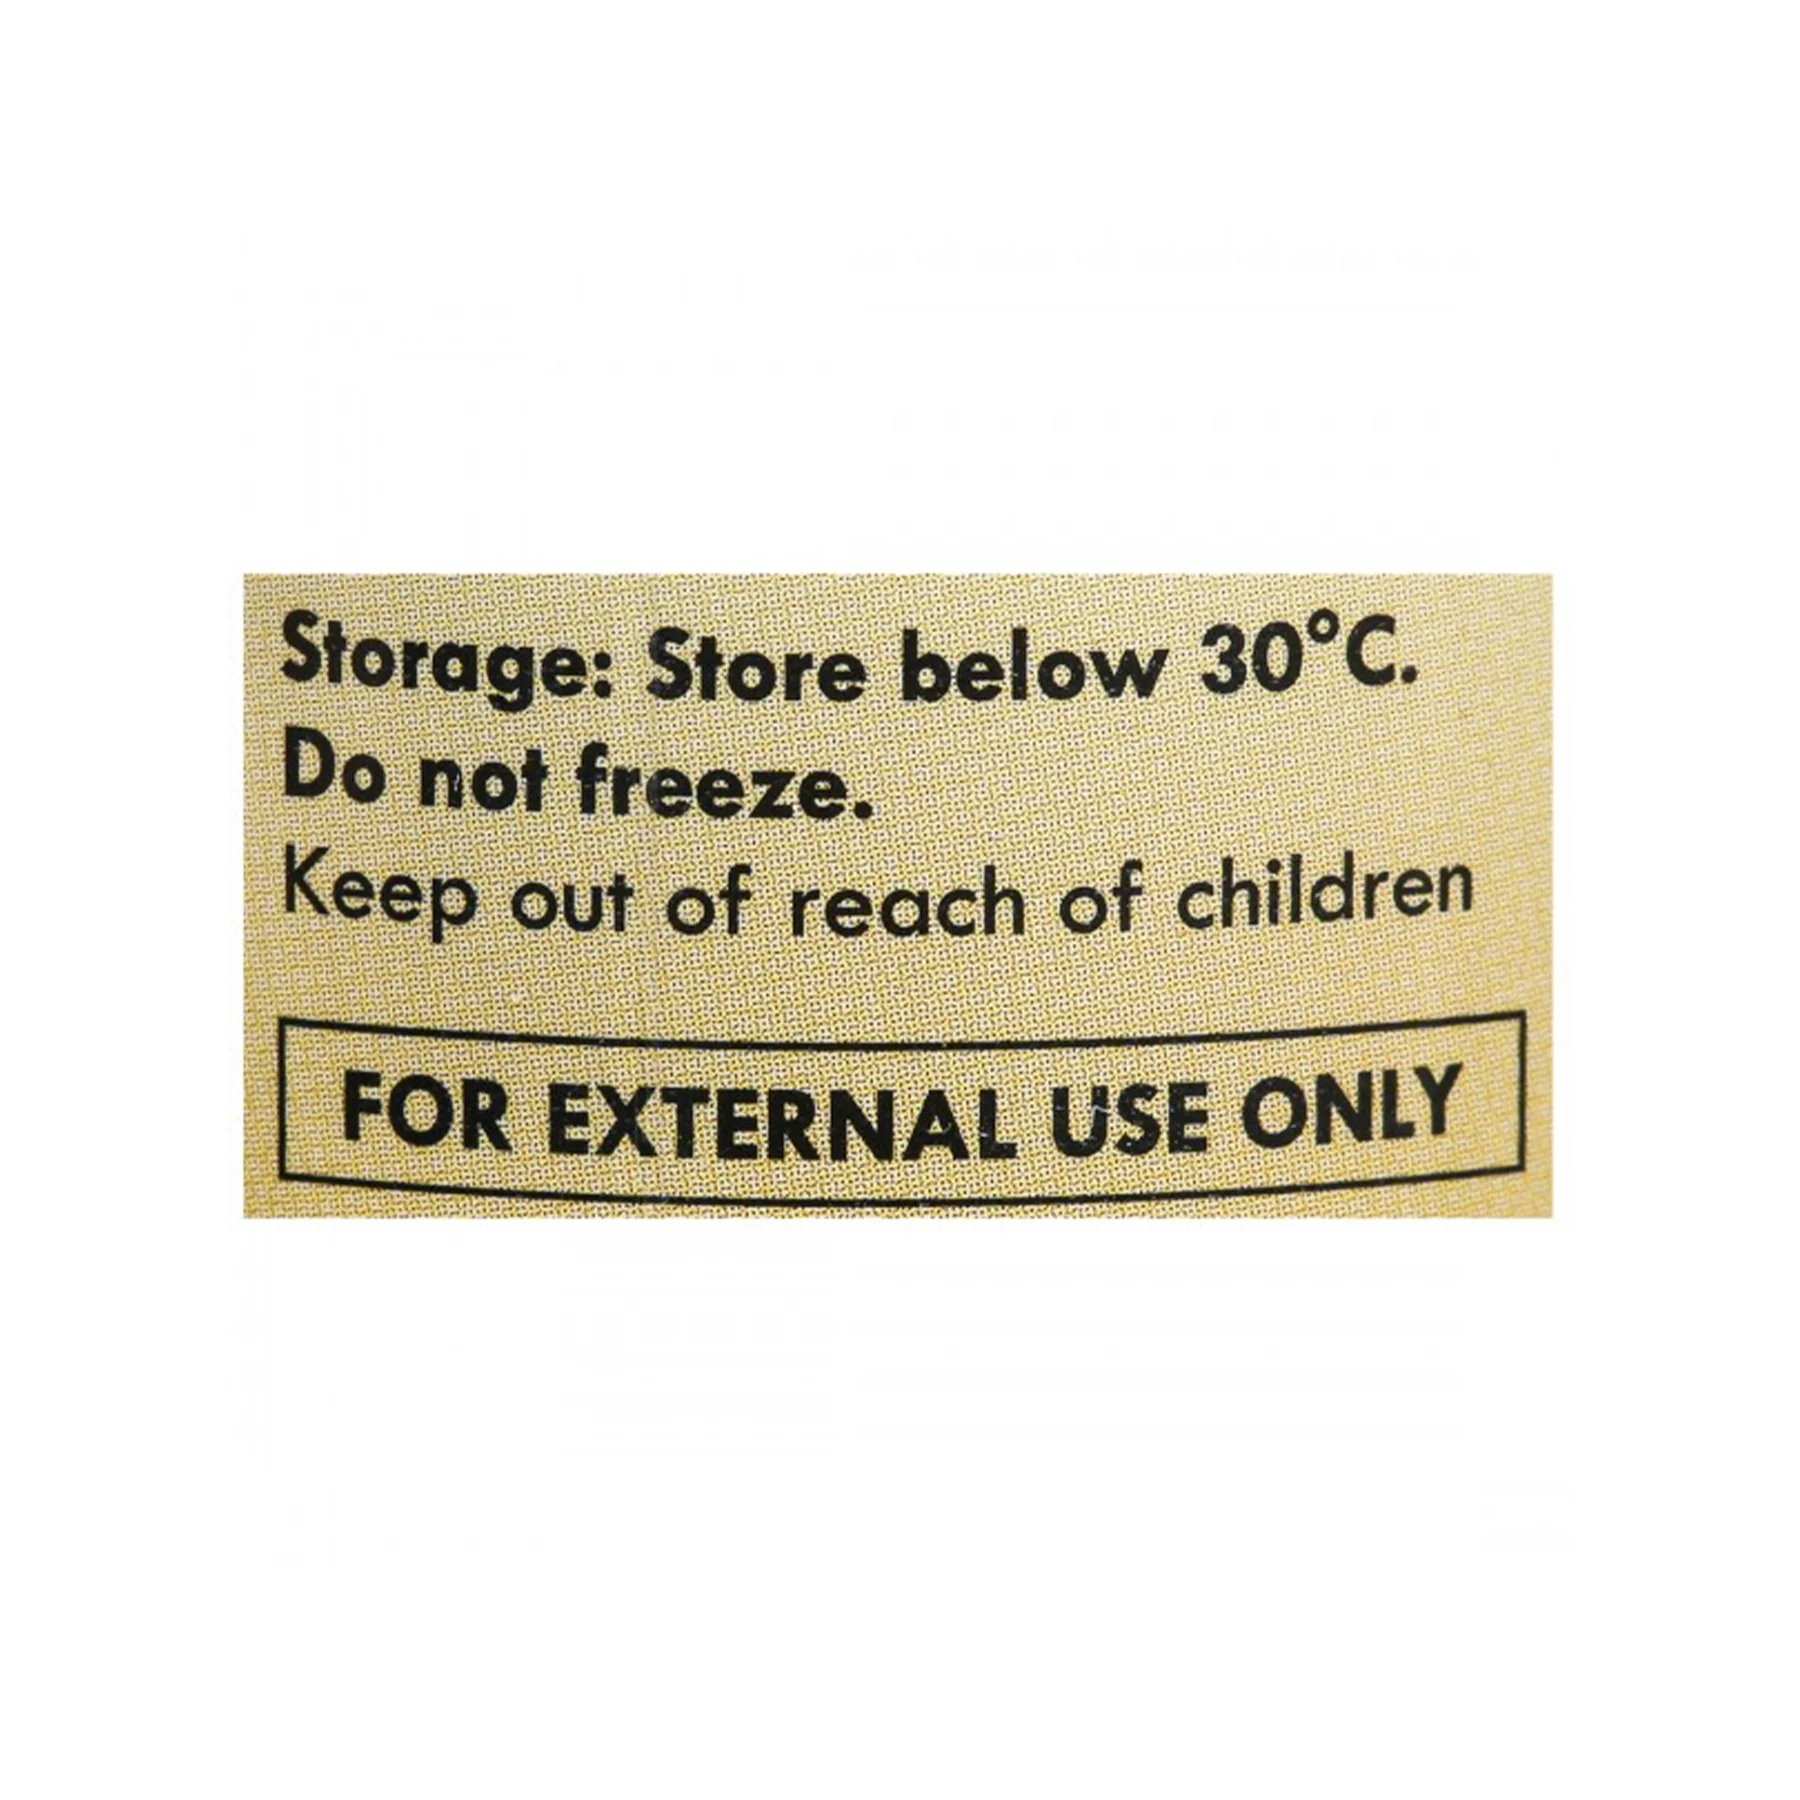 Storage: Store below 30°C.
Do not freeze.
Keep out of reach of children
FOR EXTERNAL USE ONLY